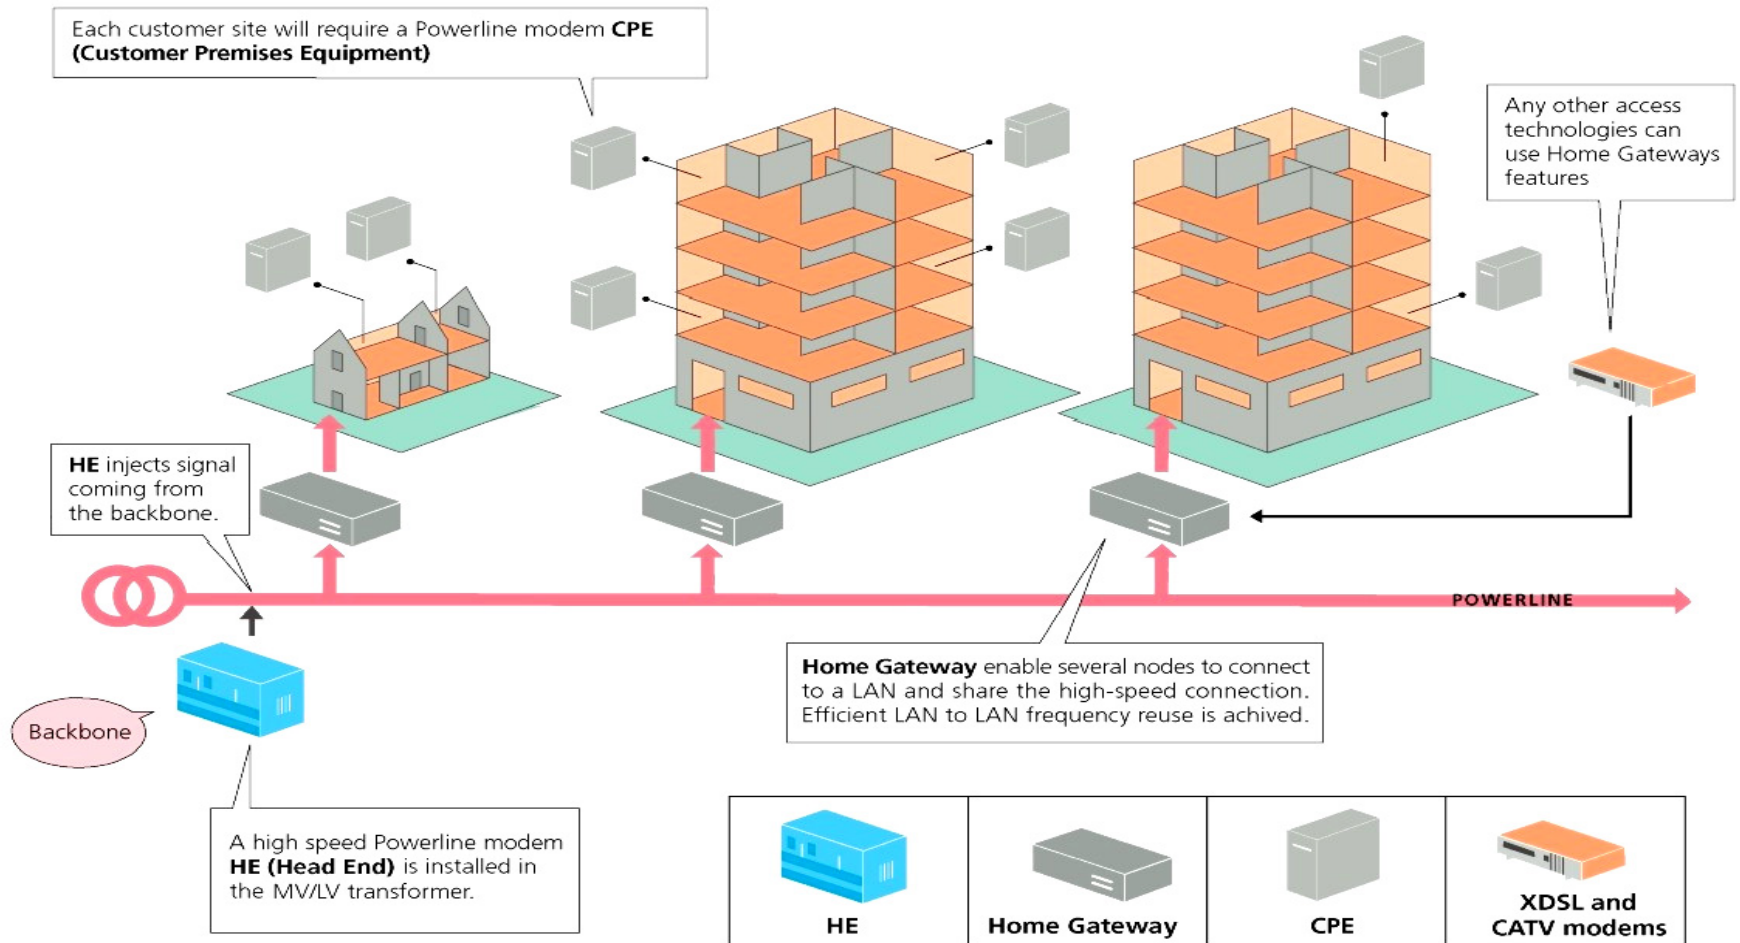 Each customer site will require a Powerline modem CPE
(Customer Premises Equipment)
Any other access
technologies can
use Home Gateways
features
HE injects signal
coming from
the backbone.
POWERLINE
Home Gateway enable several nodes to connect
to a LAN and share the high-speed connection.
Efficient LAN to LAN frequency reuse is achived.
Backbone
A high speed Powerline modem
HE (Head End) is installed in
the MV/LV transformer.
HE
Home Gateway
CPE
XDSL and
CATV modems